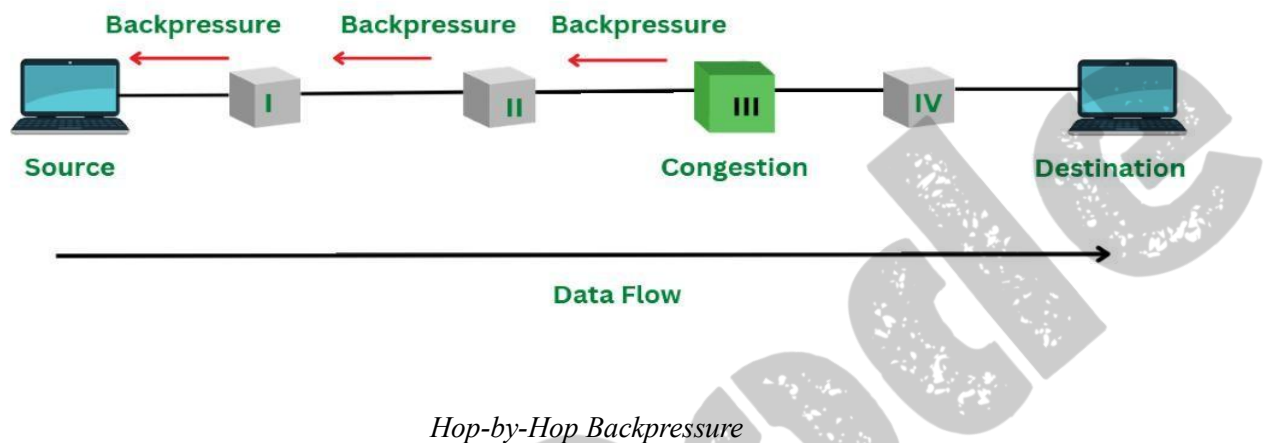 Backpressure Backpressure Backpressure
I II III IV
Source Congestion Destination
Data Flow
Hop-by-Hop Backpressure